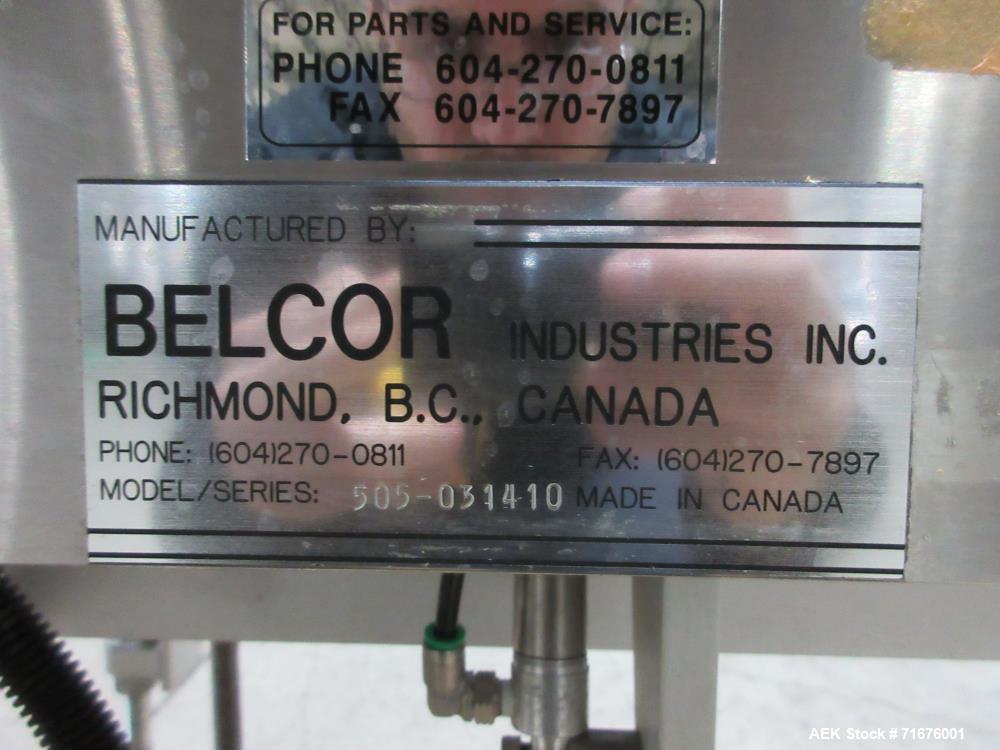 FOR PARTS AND SERVICE:
PHONE 604-270-0811
FAX 604-270-7897
MANUFACTURED BY:
BELCOR INDUSTRIES INC.
RICHMOND, B.C., CANADA
PHONE: (604)270-0811 FAX: (604)270-7897
MODEL/SERIES: 505-031410 MADE IN CANADA
AEK Stock # 71676001